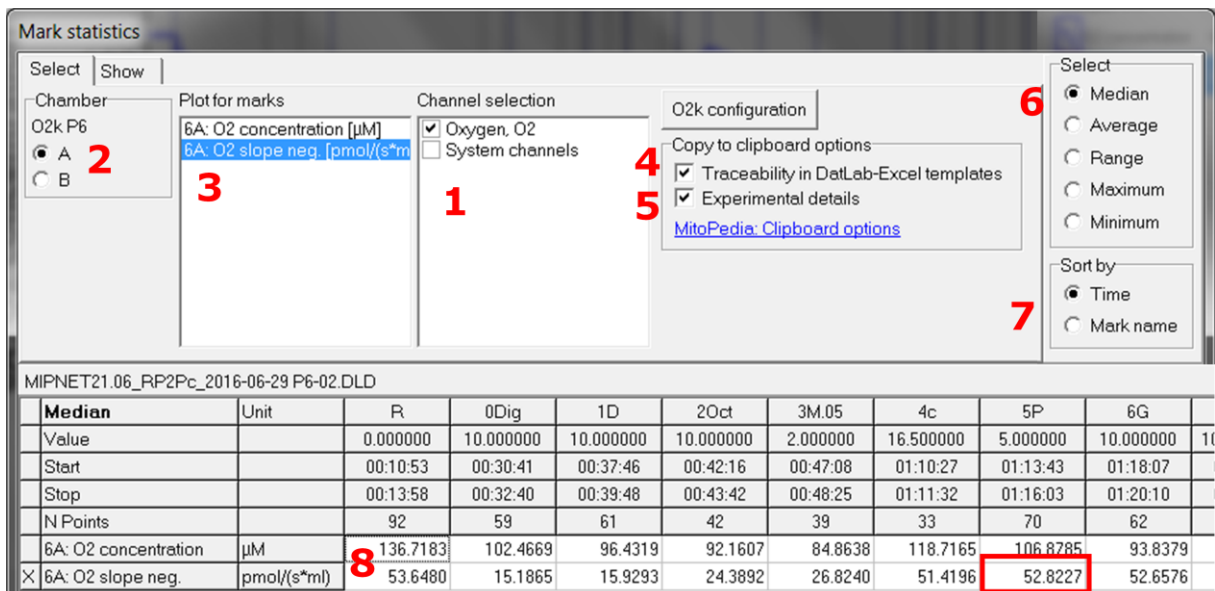 Mark statistics
Select Show
Chamber
O2k P6
A
B
2
Plot for marks
6A: O2 concentration [µM]
6A: O2 slope neg. [pmol/(s*m
3
Channel selection
Oxygen, O2
System channels
1
O2k configuration
Copy to clipboard options
4 Traceability in DatLab-Excel templates
5 Experimental details
MitoPedia: Clipboard options
Select
6 Median
Average
Range
Maximum
Minimum
Sort by
Time
7 Mark name
MIPNET21.06_RP2Pc_2016-06-29 P6-02.DLD
Median Unit R 0Dig 1D 2Oct 3M.05 4c 5P 6G
Value 0.000000 10.000000 10.000000 10.000000 2.000000 16.500000 5.000000 10.000000 10
Start 00:10:53 00:30:41 00:37:46 00:42:16 00:47:08 01:10:27 01:13:43 01:18:07
Stop 00:13:58 00:32:40 00:39:48 00:43:42 00:48:25 01:11:32 01:16:03 01:20:10
N Points 92 59 61 42 39 33 70 62
6A: O2 concentration µM 136.7183 102.4669 96.4319 92.1607 84.8638 118.7165 106.8785 93.8379
8
X 6A: O2 slope neg. pmol/(s*ml) 53.6480 15.1865 15.9293 24.3892 26.8240 51.4196 52.8227 52.6576